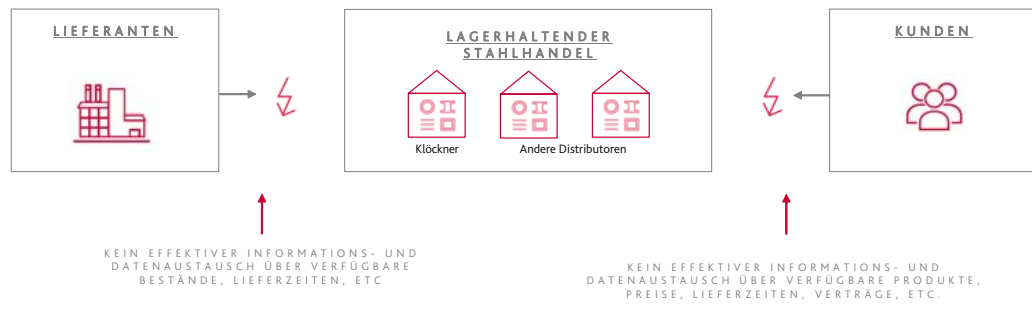 LIEFERANTEN
LAGERHALTENDER
STAHLHANDEL
KUNDEN
Klöckner
Andere Distributoren
KEIN EFFEKTIVER INFORMATIONS- UND
DATENAUSTAUSCH ÜBER VERFÜGBARE
BESTÄNDE, LIEFERZEITEN, ETC
KEIN EFFEKTIVER INFORMATIONS- UND
DATENAUSTAUSCH ÜBER VERFÜGBARE PRODUKTE,
PREISE, LIEFERZEITEN, VERTRÄGE, ETC.